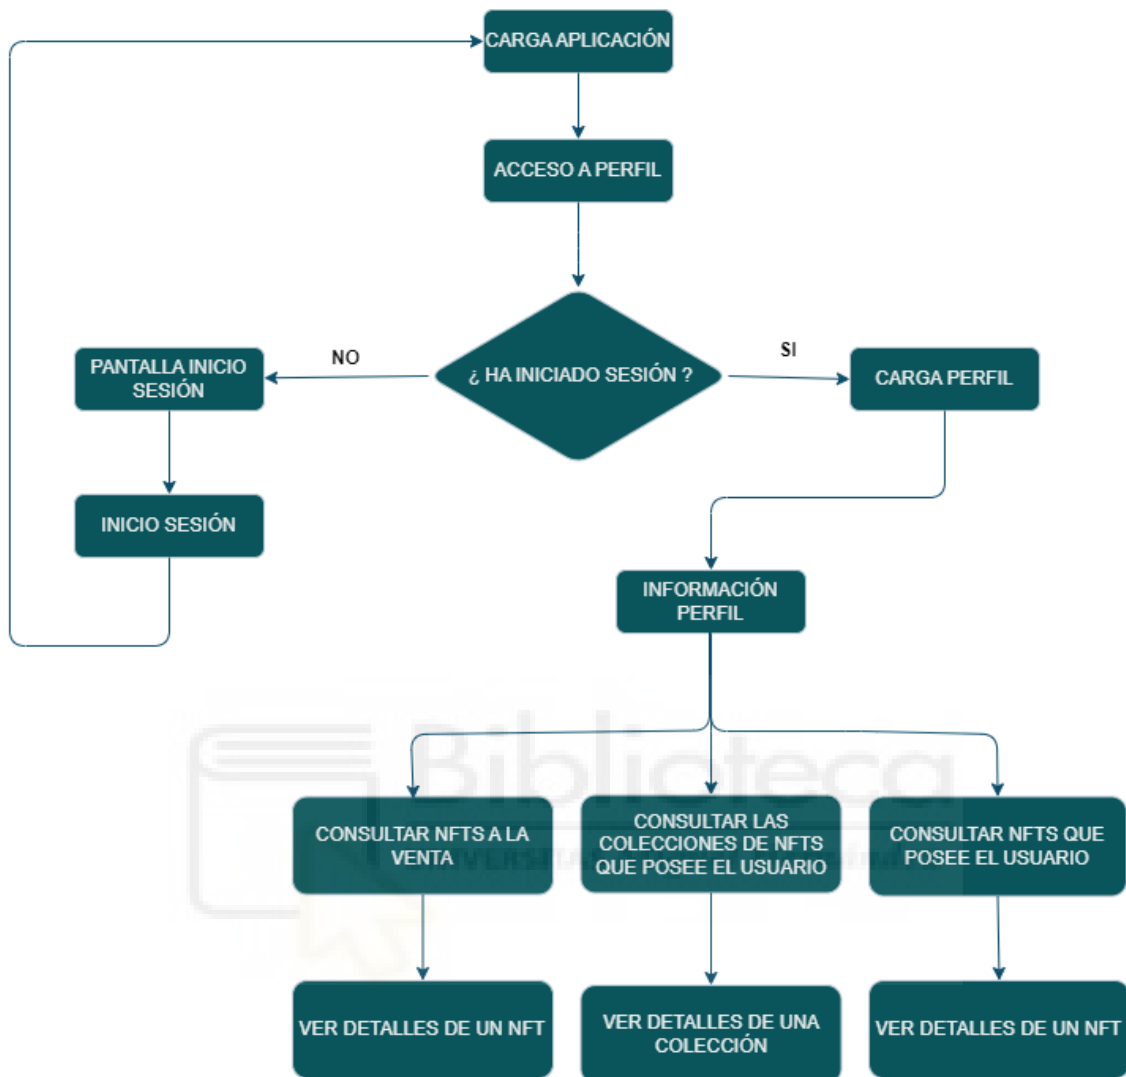 CARGA APLICACIÓN
ACCESO A PERFIL
¿ HA INICIADO SESIÓN ?
NO
SI
PANTALLA INICIO
SESIÓN
CARGA PERFIL
INICIO SESIÓN
INFORMACIÓN
PERFIL
Biblioteca
CONSULTAR NFTS A LA
VENTA
CONSULTAR LAS
COLECCIONES DE NFTS
QUE POSEE EL USUARIO
CONSULTAR NFTS QUE
POSEE EL USUARIO
VER DETALLES DE UN NFT
VER DETALLES DE UNA
COLECCIÓN
VER DETALLES DE UN NFT